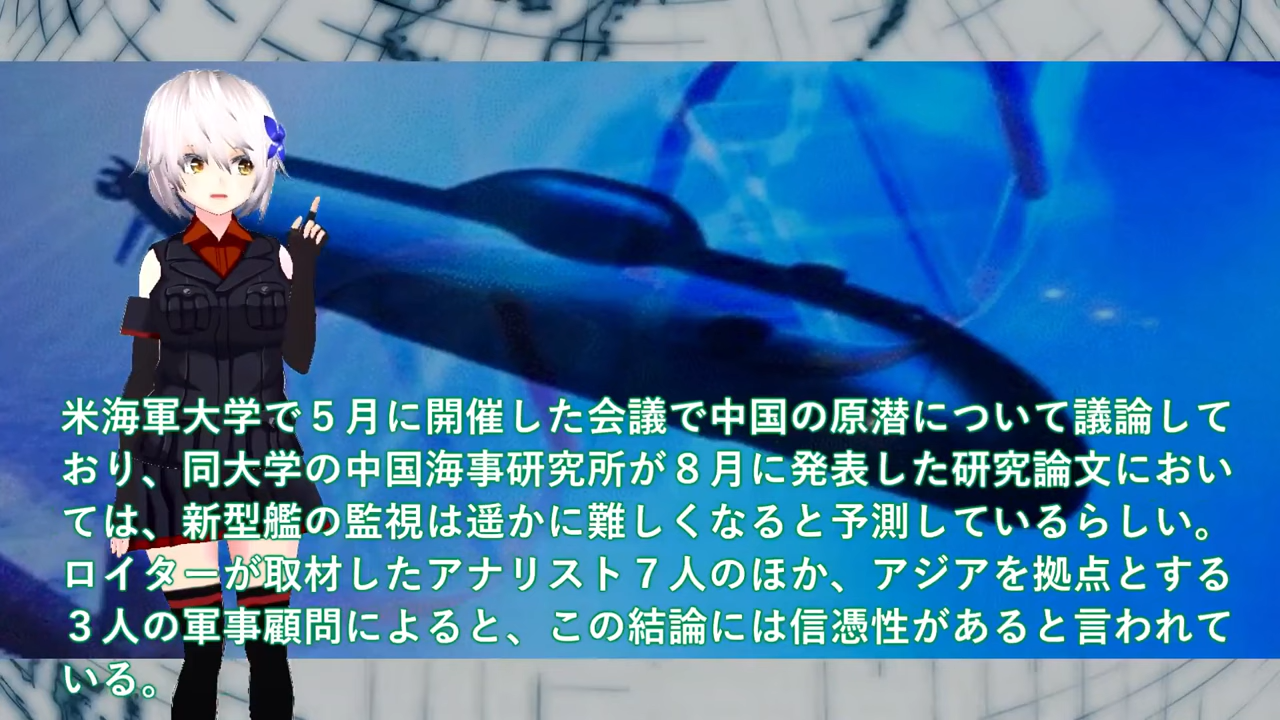 米海軍大学で５月に開催した会議で中国の原潜について議論して
おり、同大学の中国海事研究所が８月に発表した研究論文におい
ては、新型艦の監視は遥かに難しくなると予測しているらしい。
ロイターが取材したアナリスト７人のほか、アジアを拠点とする
３人の軍事顧問によると、この結論には信憑性があると言われて
いる。